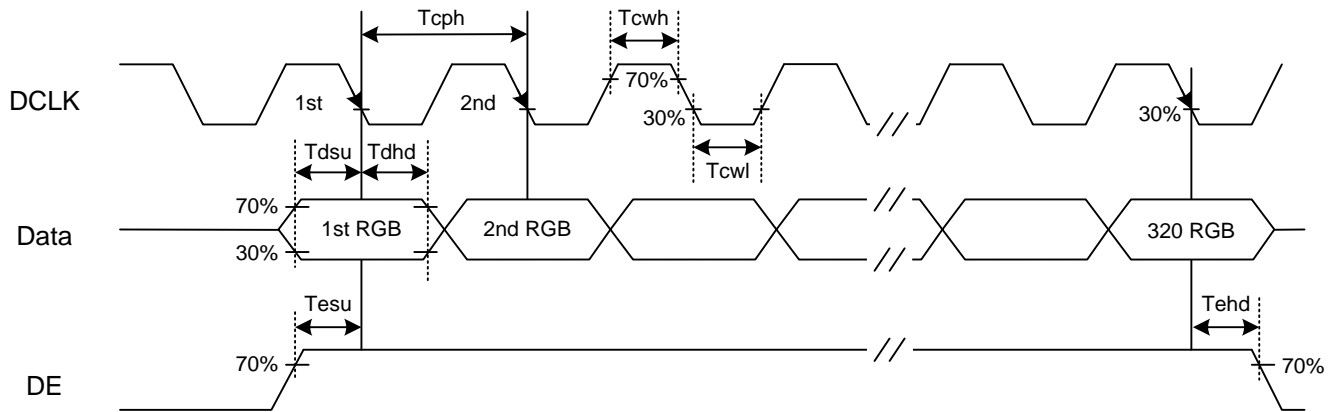 Tcph
Tcwh
DCLK
1st
2nd
70%
30%
30%
Tcwl
Tdsu
Tdhd
Data
70%
30%
1st RGB
2nd RGB
320 RGB
Tesu
Tehd
DE
70%
70%